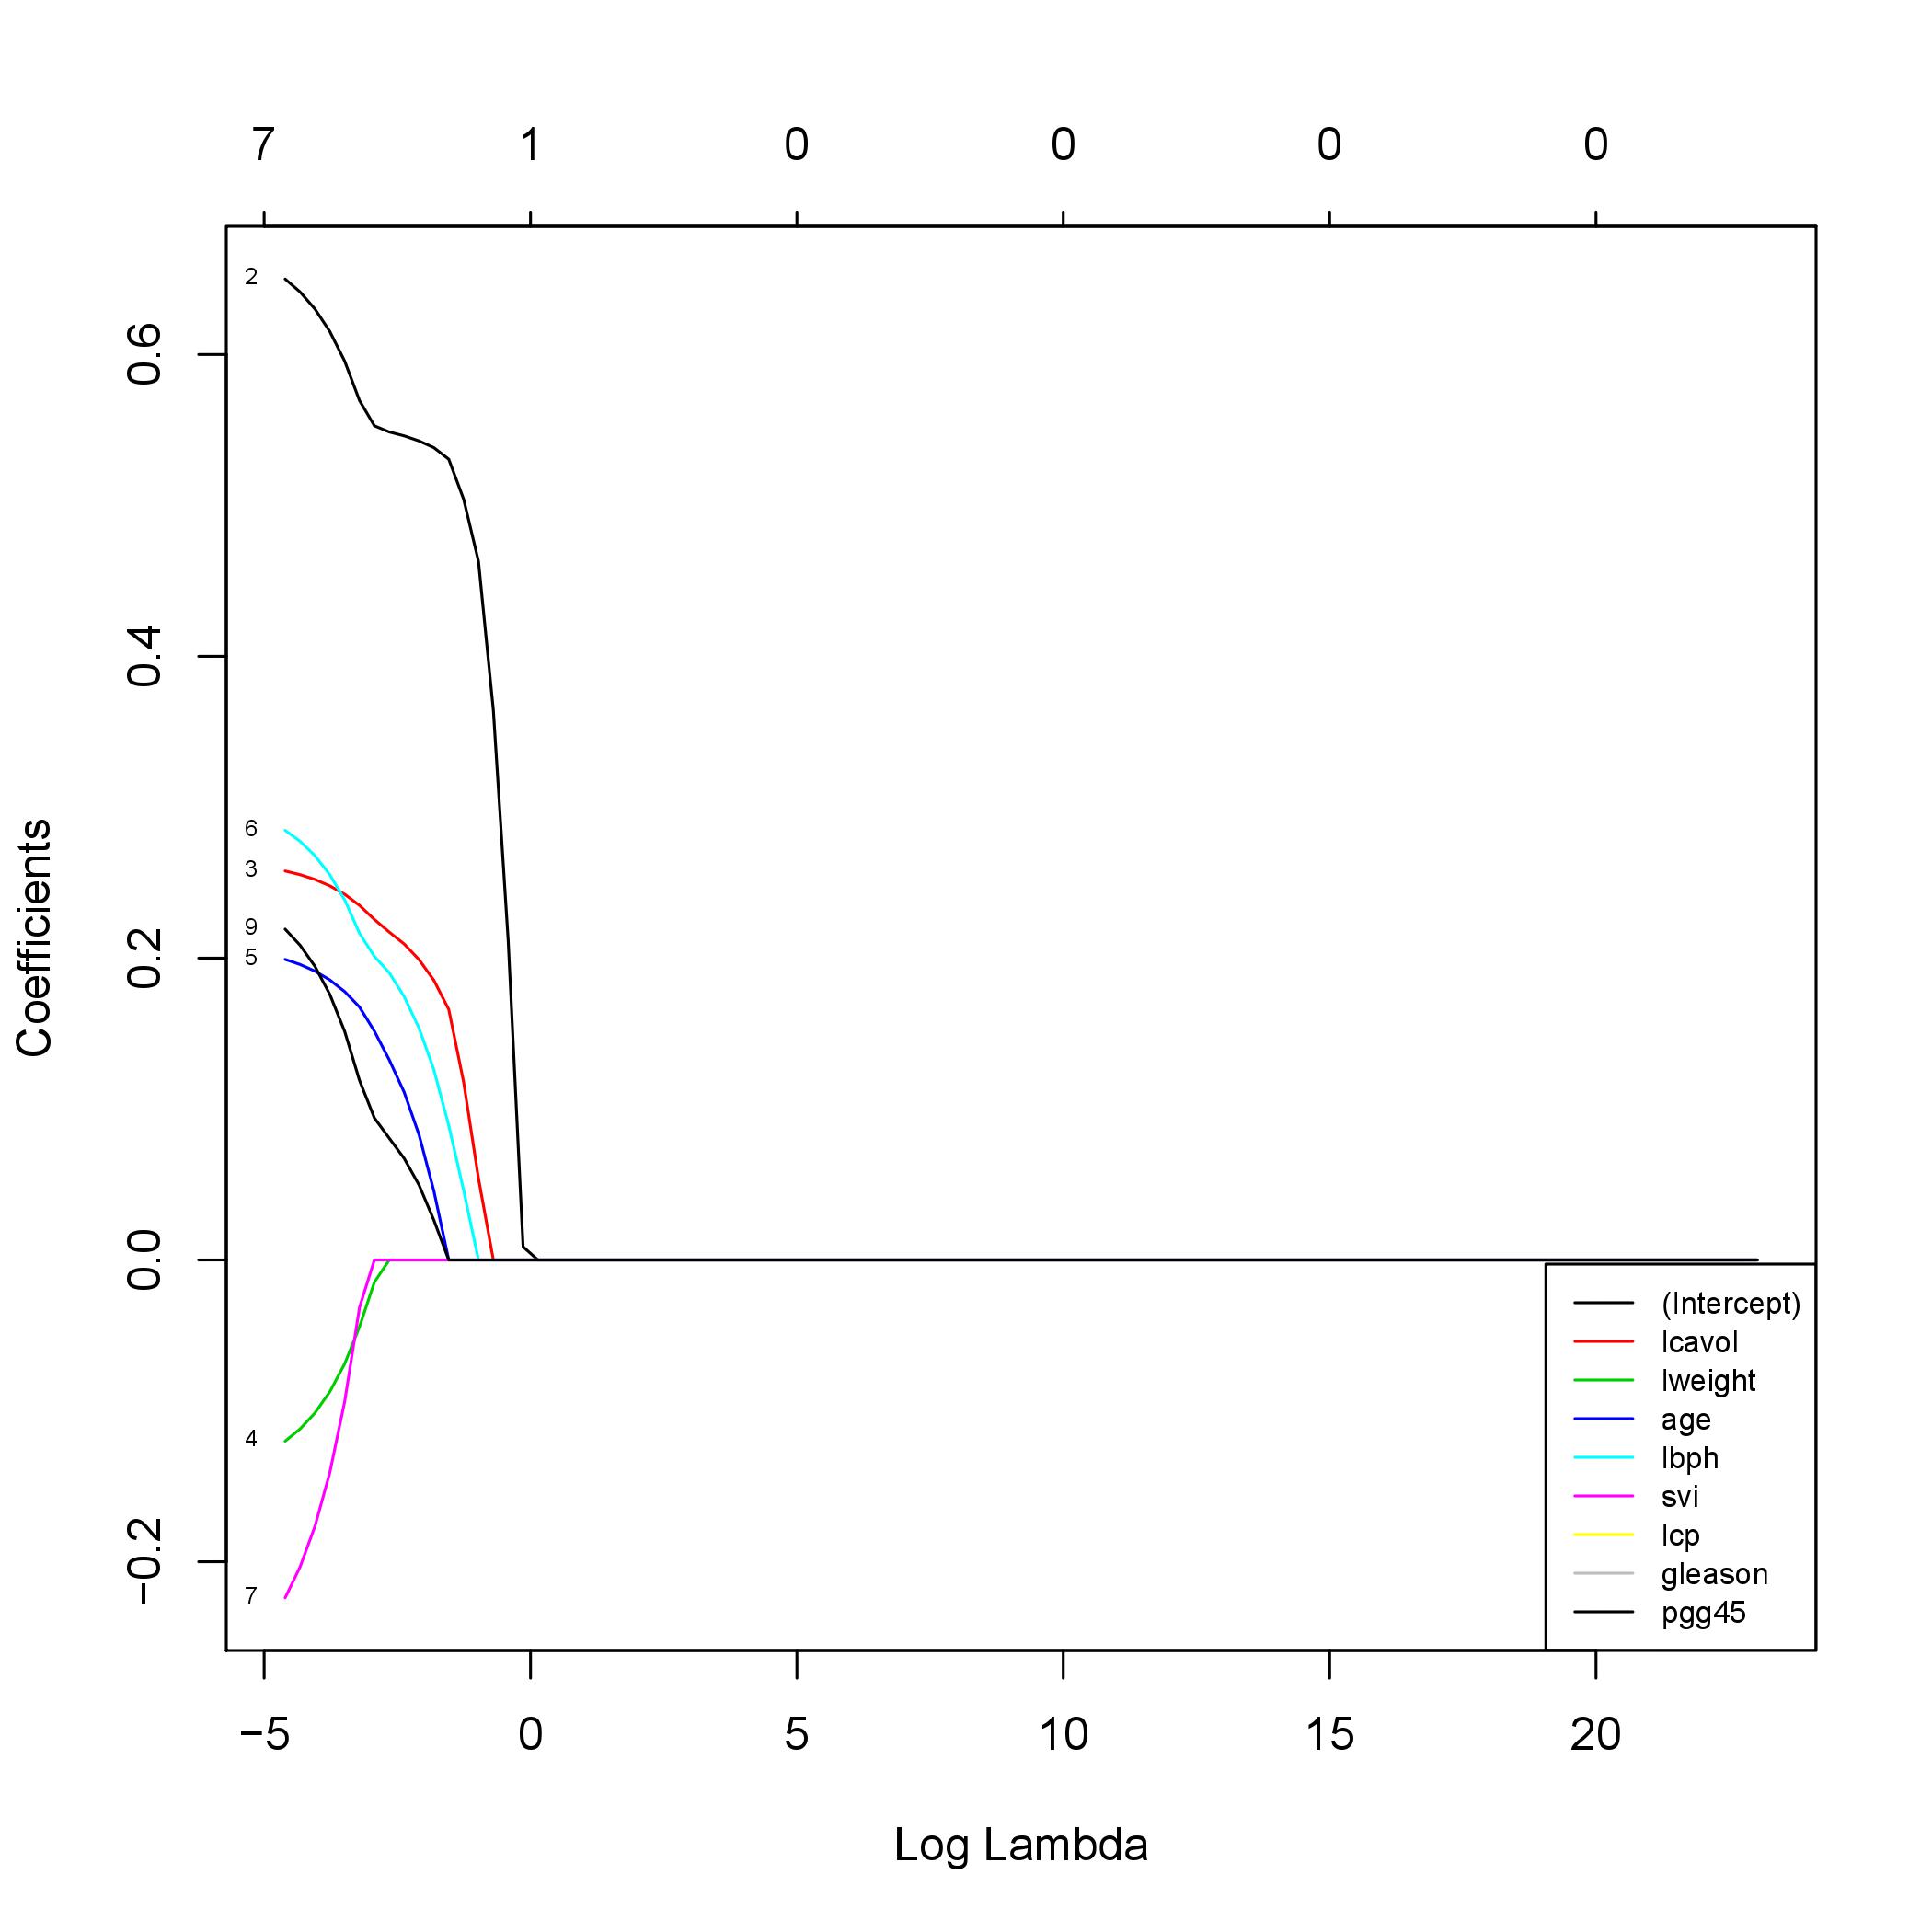 7 1 0 0 0 0
2
6
3
9
5
4
7
0.6
0.4
0.2
0.0
−0.2
Coefficients
(Intercept)
lcavol
lweight
age
lbph
svi
lcp
gleason
pgg45
−5 0 5 10 15 20
Log Lambda